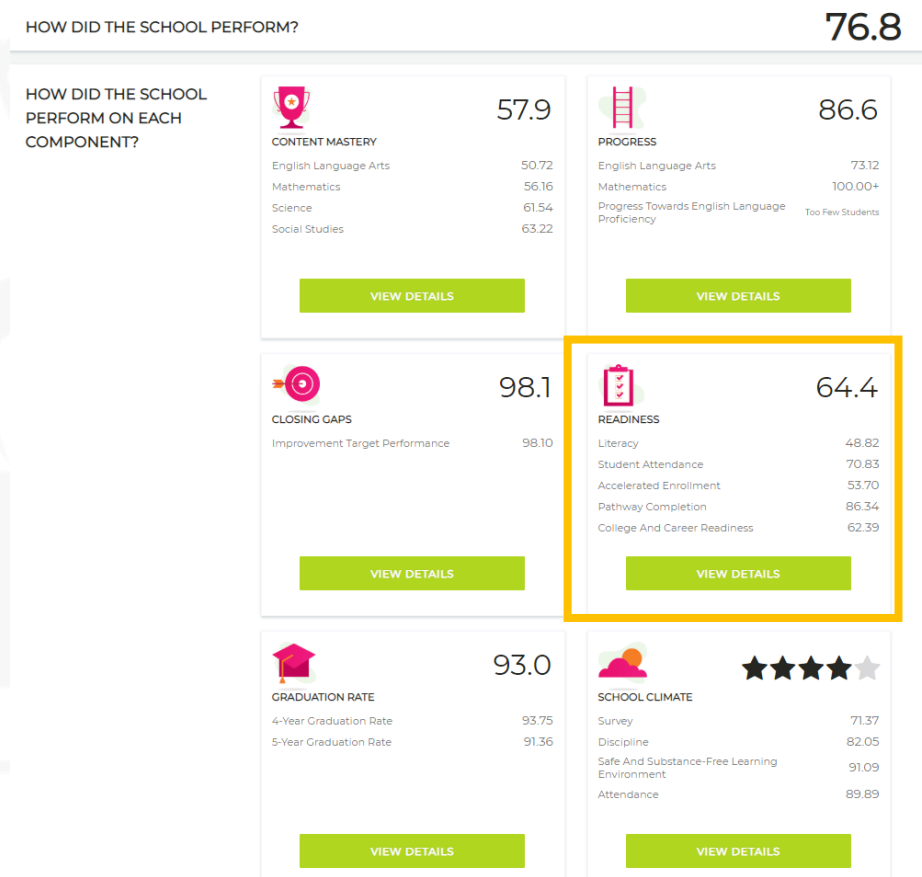 HOW DID THE SCHOOL PERFORM?
76.8
HOW DID THE SCHOOL
PERFORM ON EACH
COMPONENT?
57.9
CONTENT MASTERY
English Language Arts 50.72
Mathematics 56.16
Science 61.54
Social Studies 63.22
VIEW DETAILS
86.6
PROGRESS
English Language Arts 73.12
Mathematics 100.00+
Progress Towards English Language
Proficiency
Too Few Students
VIEW DETAILS
98.1
CLOSING GAPS
Improvement Target Performance 98.10
VIEW DETAILS
64.4
READINESS
Literacy 48.82
Student Attendance 70.83
Accelerated Enrollment 53.70
Pathway Completion 86.34
College And Career Readiness 62.39
VIEW DETAILS
93.0
GRADUATION RATE
4-Year Graduation Rate 93.75
5-Year Graduation Rate 91.36
VIEW DETAILS
SCHOOL CLIMATE
Survey 71.37
Discipline 82.05
Safe And Substance-Free Learning
Environment
91.09
Attendance 89.89
VIEW DETAILS